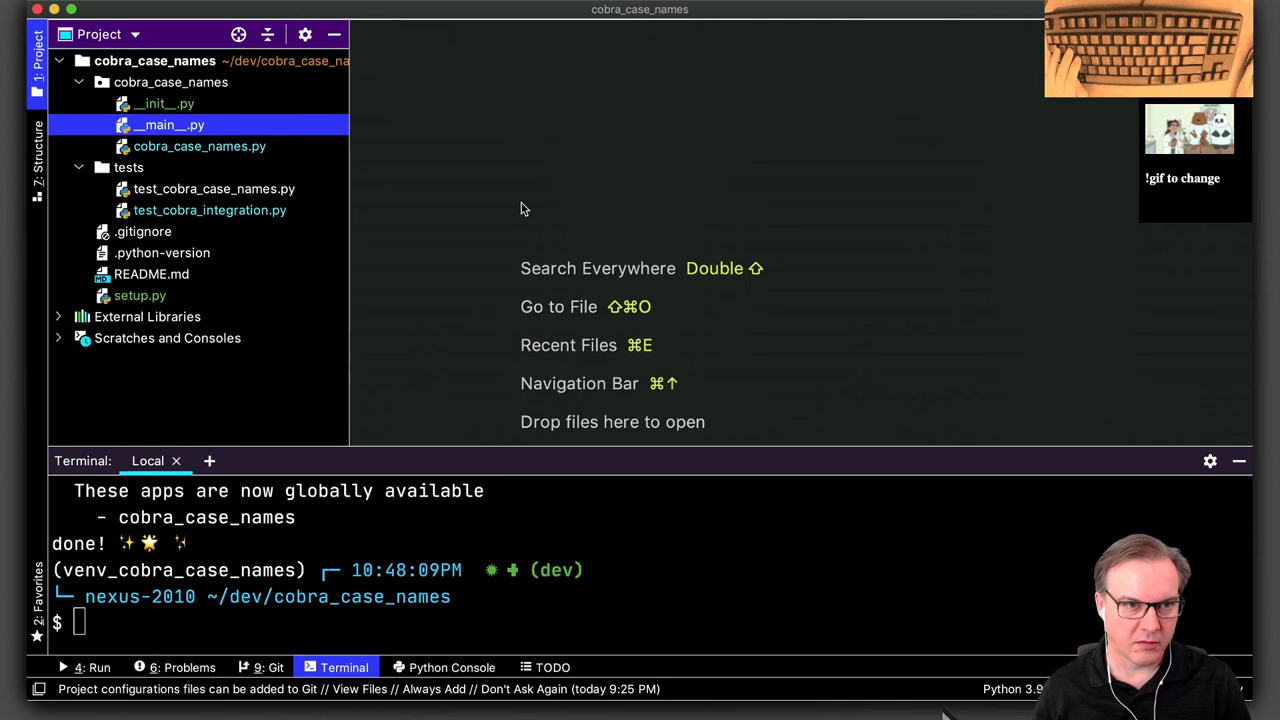 cobra_case_names
1: Project
Project
cobra_case_names ~/dev/cobra_case_na
cobra_case_names
__init__.py
__main__.py
cobra_case_names.py
7: Structure
tests
test_cobra_case_names.py
test_cobra_integration.py
.gitignore
.python-version
README.md
setup.py
External Libraries
Scratches and Consoles
!gif to change
Search Everywhere Double ⇧
Go to File ⇧⌘O
Recent Files ⌘E
Navigation Bar ⌘↑
Drop files here to open
Terminal: Local × +
These apps are now globally available
- cobra_case_names
done! ✨ 🌟 ✨
(venv_cobra_case_names) ┌─ 10:48:09PM ✹ ✚ (dev)
└─ nexus-2010 ~/dev/cobra_case_names
$
2: Favorites
4: Run
6: Problems
9: Git
Terminal
Python Console
TODO
Project configurations files can be added to Git // View Files // Always Add // Don't Ask Again (today 9:25 PM)
Python 3.9